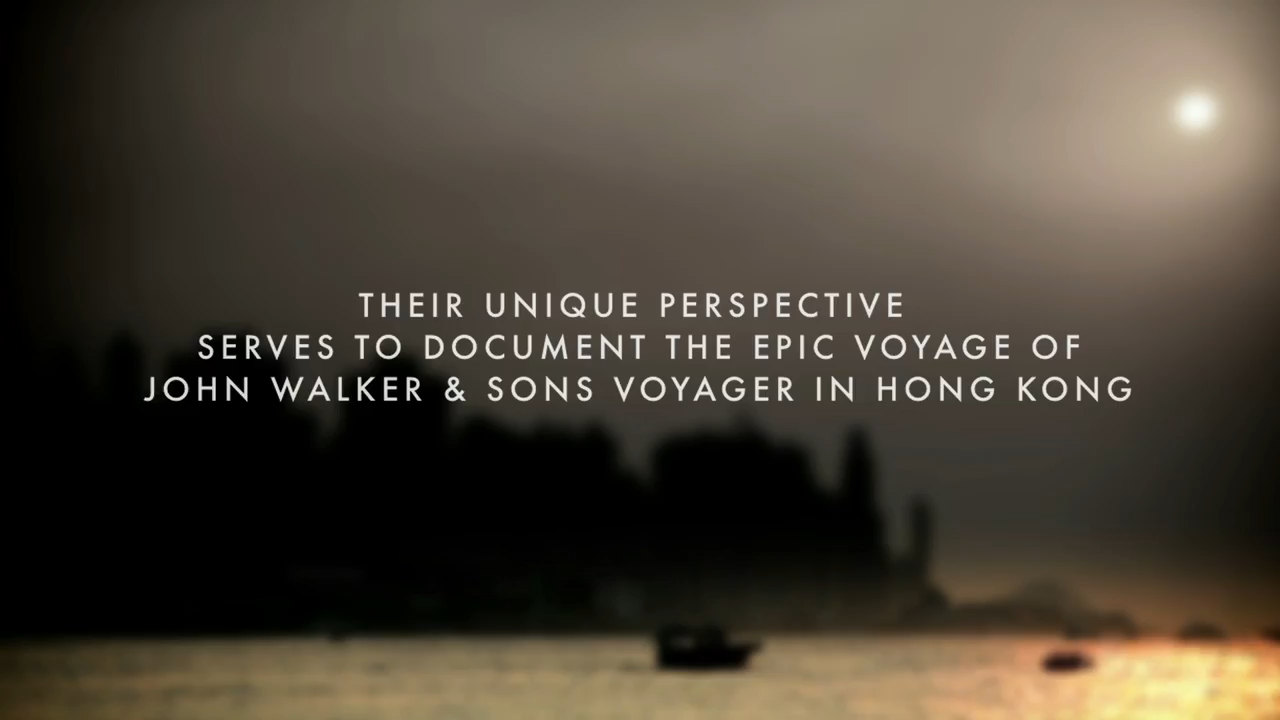 THEIR UNIQUE PERSPECTIVE
SERVES TO DOCUMENT THE EPIC VOYAGE OF
JOHN WALKER & SONS VOYAGER IN HONG KONG